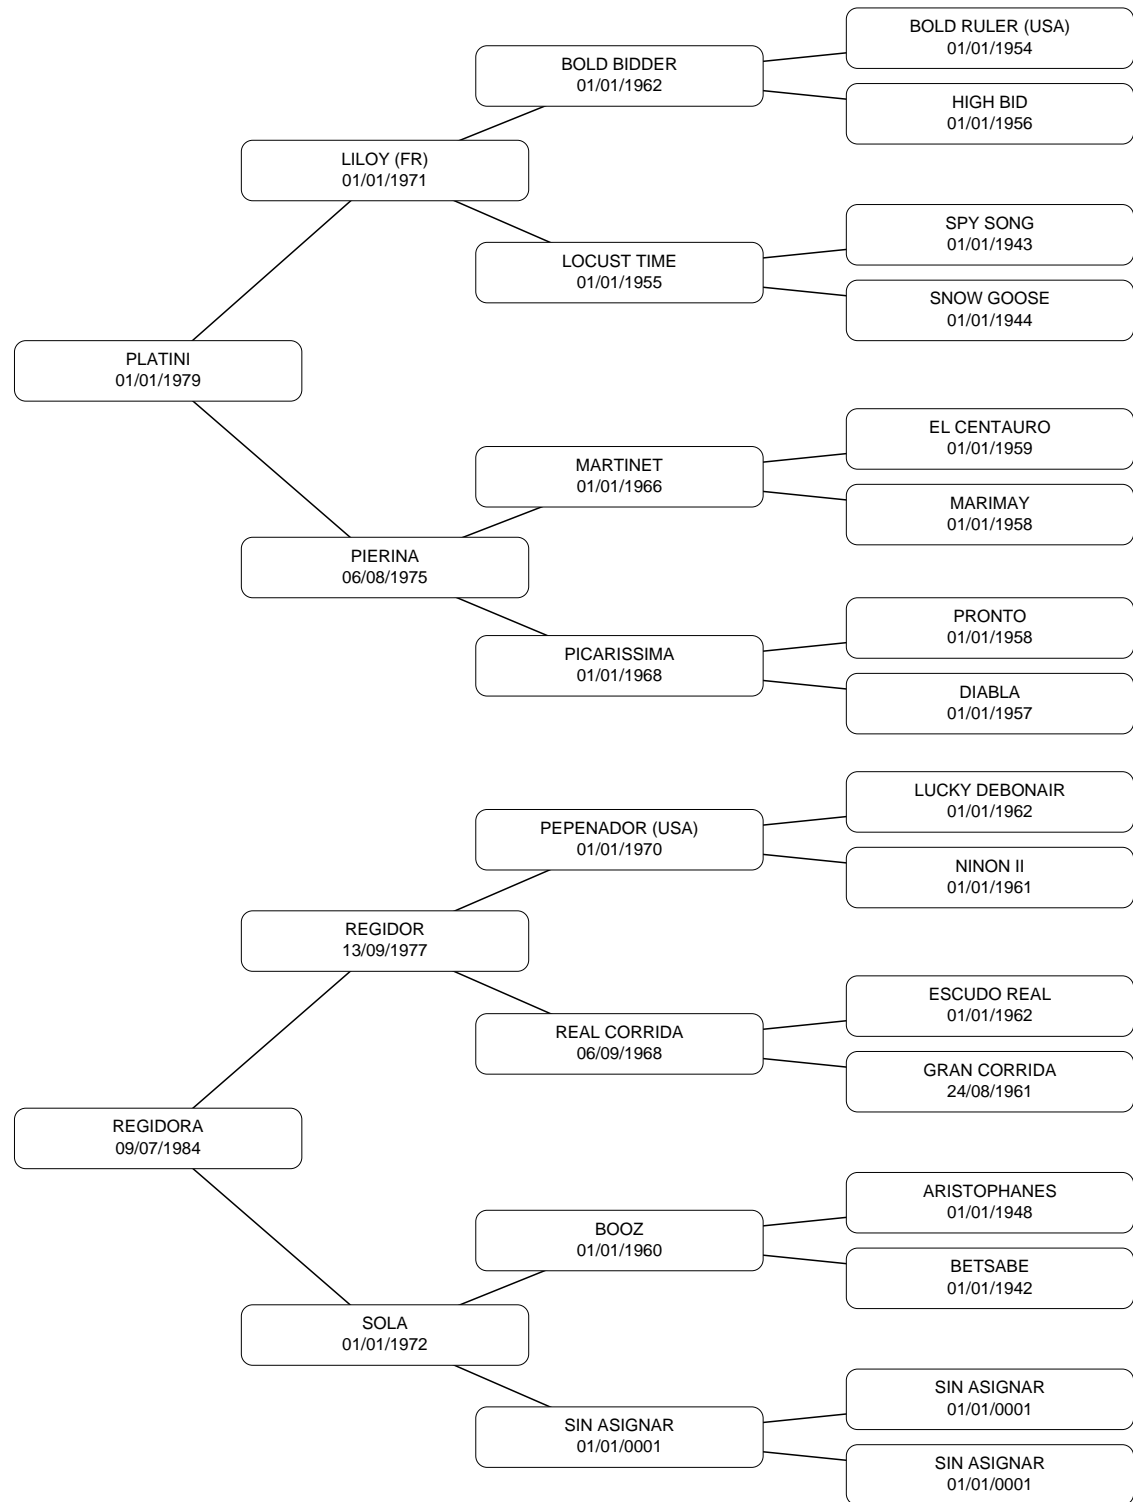 BOLD RULER (USA)
01/01/1954
BOLD BIDDER
01/01/1962
HIGH BID
01/01/1956
LILOY (FR)
01/01/1971
SPY SONG
01/01/1943
LOCUST TIME
01/01/1955
SNOW GOOSE
01/01/1944
PLATINI
01/01/1979
EL CENTAURO
01/01/1959
MARTINET
01/01/1966
MARIMAY
01/01/1958
PIERINA
06/08/1975
PRONTO
01/01/1958
PICARISSIMA
01/01/1968
DIABLA
01/01/1957
LUCKY DEBONAIR
01/01/1962
PEPENADOR (USA)
01/01/1970
NINON II
01/01/1961
REGIDOR
13/09/1977
ESCUDO REAL
01/01/1962
REAL CORRIDA
06/09/1968
GRAN CORRIDA
24/08/1961
REGIDORA
09/07/1984
ARISTOPHANES
01/01/1948
BOOZ
01/01/1960
BETSABE
01/01/1942
SOLA
01/01/1972
SIN ASIGNAR
01/01/0001
SIN ASIGNAR
01/01/0001
SIN ASIGNAR
01/01/0001